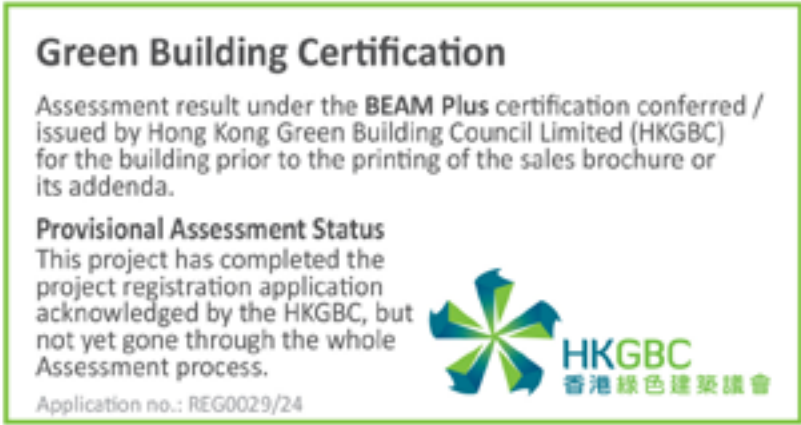 Green Building Certification
Assessment result under the BEAM Plus certification conferred /
issued by Hong Kong Green Building Council Limited (HKGBC)
for the building prior to the printing of the sales brochure or
its addenda.
Provisional Assessment Status
This project has completed the
project registration application
acknowledged by the HKGBC, but
not yet gone through the whole
Assessment process.
Application no.: REG0029/24
HKGBC
香港綠色建築議會